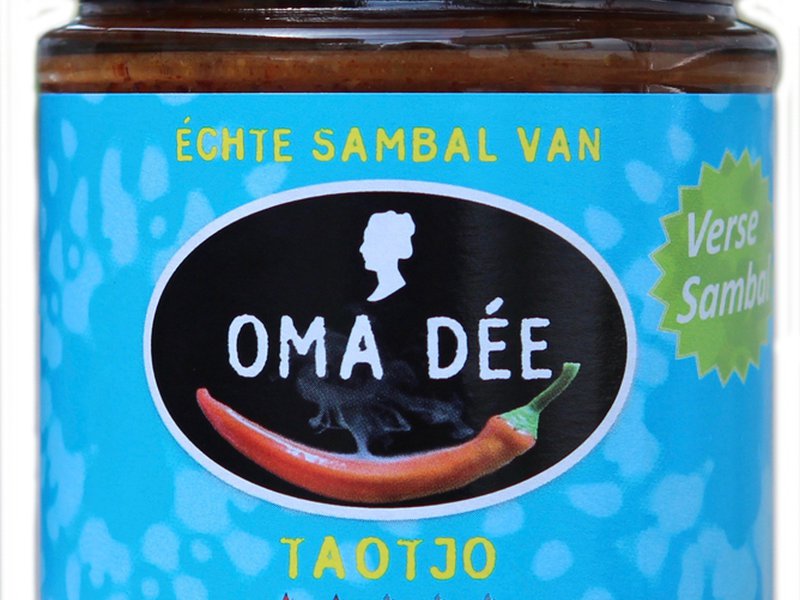 ÉCHTE SAMBAL VAN
OMA DÉE
Verse
Sambal
TAOTJO